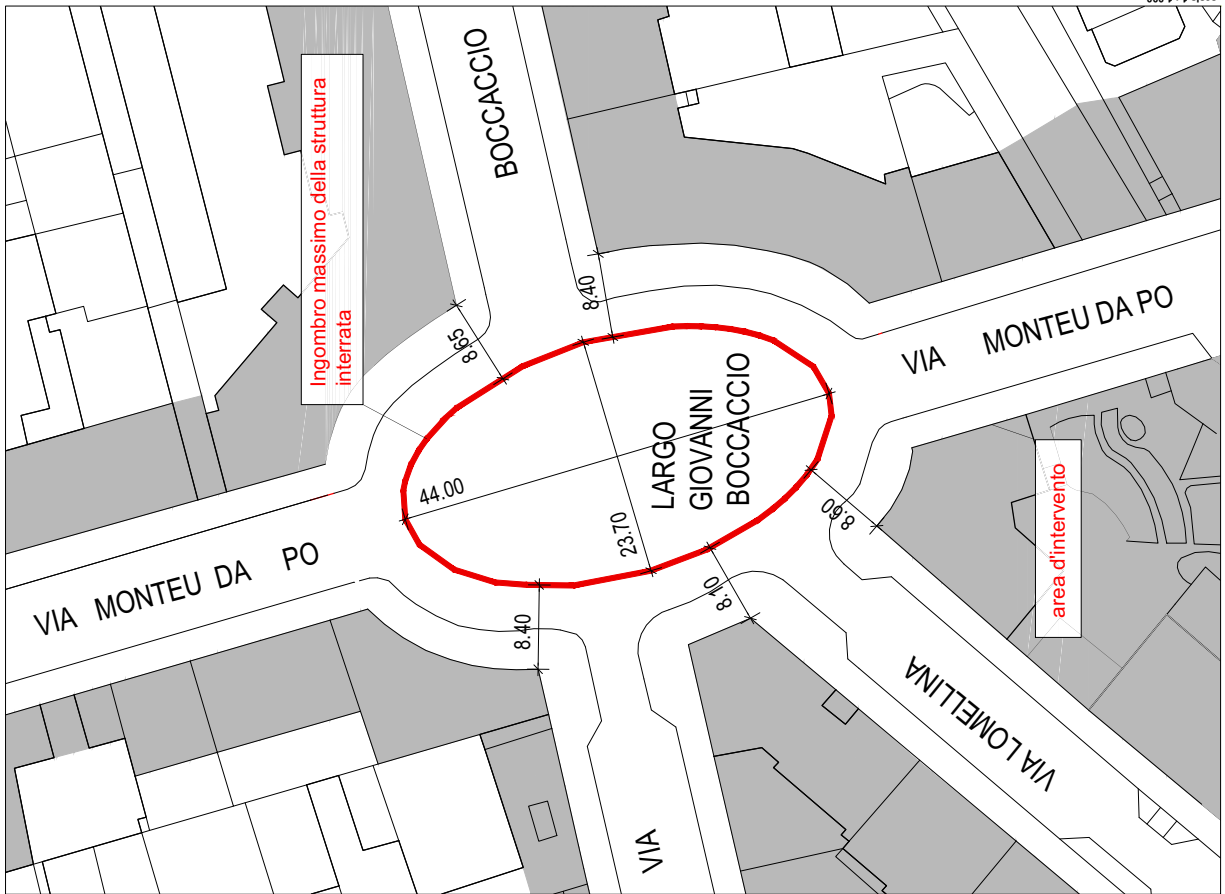 BOCCACCIO
Ingombro massimo della struttura
interrata
8.40
8.65
VIA MONTEU DA PO
44.00
LARGO
GIOVANNI
BOCCACCIO
23.70
VIA MONTEU DA PO
8.60
8.10
8.40
area d'intervento
VIA LOMELLINA
VIA